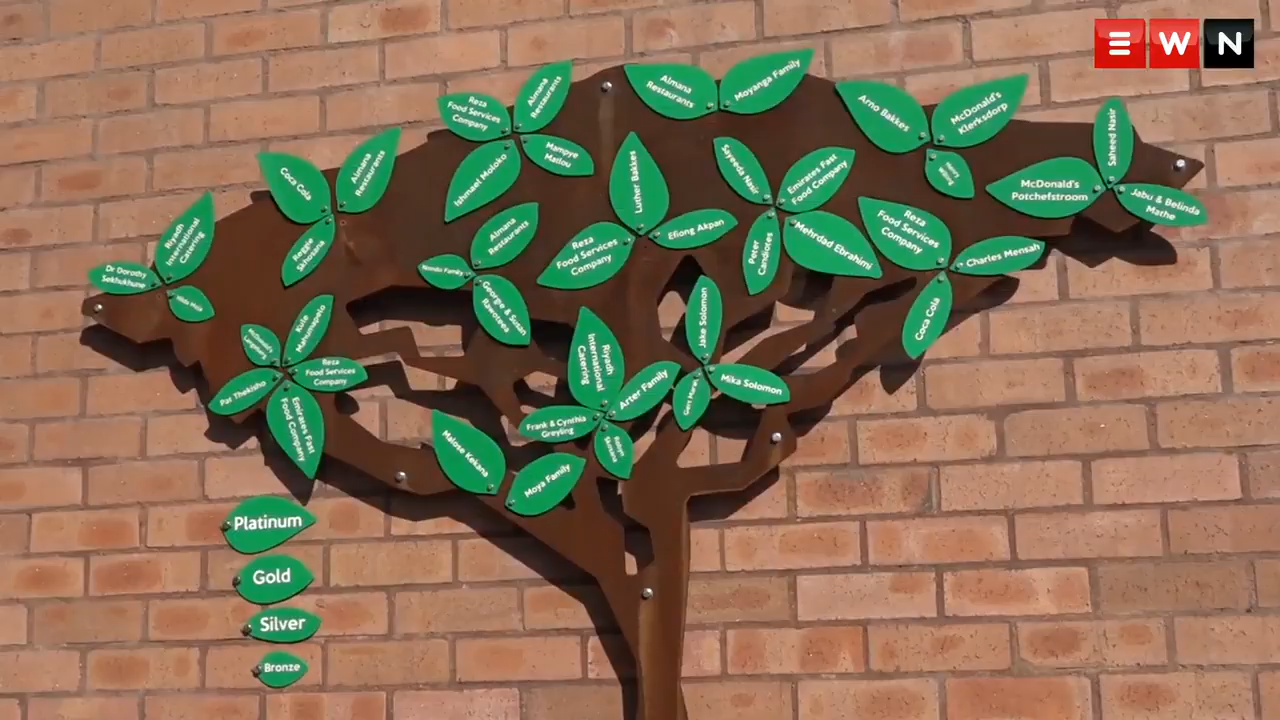 EWN
Almana
Restaurants
Moyanga Family
Reza
Food Services
Company
Almana
Restaurants
Ishmael Moloko
Mampye
Matlou
Arno Bakkes
McDonald's
Klerksdorp
Saheed Nasir
McDonald's
Potchefstroom
Jabu & Belinda
Mathe
Coca Cola
Almana
Restaurants
Reggie
Luther Bakkes
Reza
Food Services
Company
Efiong Akpan
Sayeeda Nasir
Emirates Fast
Food Company
Peter
Candiotes
Mehrdad Ebrahimi
Reza
Food Services
Company
Charles Mensah
Coca Cola
Riyadh
International
Catering
Dr Dorothy
Sekhukhune
Almana
Restaurants
Family
George & Susan
Rawoteea
Kule
Mahumapelo
Reza
Food Services
Company
Emirates Fast
Food Company
Pat Thekisho
Riyadh
International
Catering
Arter Family
Frank & Cynthia
Greyling
Jake Solomon
Mika Solomon
Malose Kekana
Moya Family
Platinum
Gold
Silver
Bronze